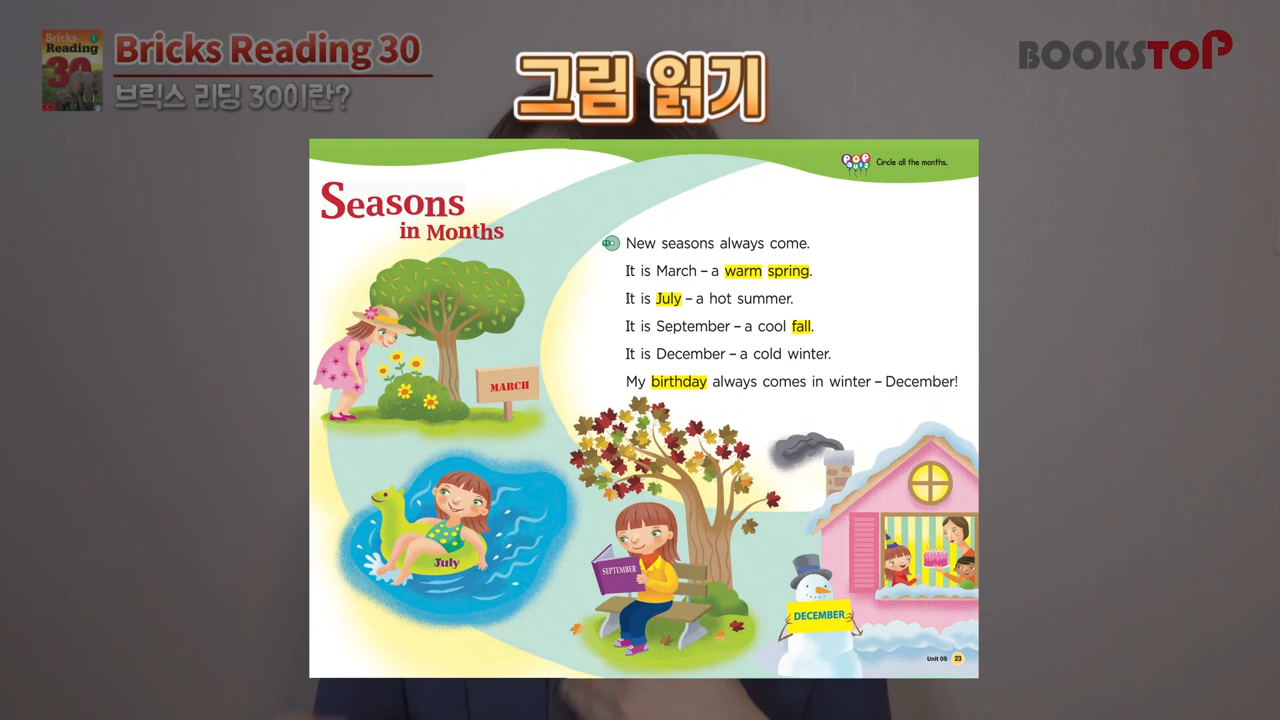 Bricks Reading 30
브릭스 리딩 30이란?
Bricks
Reading
30
그림 읽기
BOOKSTOP
POP QUIZ
Circle all the months.
Seasons
in Months
New seasons always come.
It is March – a warm spring.
It is July – a hot summer.
It is September – a cool fall.
It is December – a cold winter.
My birthday always comes in winter – December!
MARCH
July
SEPTEMBER
DECEMBER
Unit 05 23